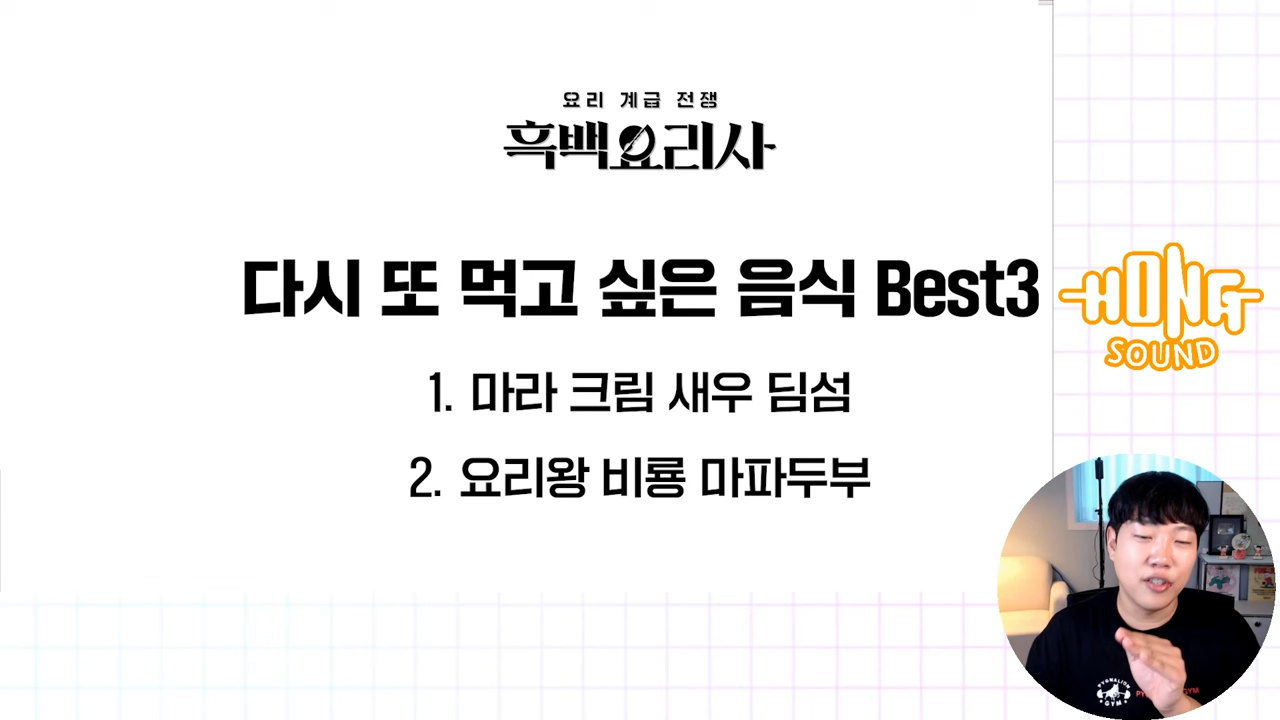 요리 계급 전쟁
흑백요리사
다시 또 먹고 싶은 음식 Best3
1. 마라 크림 새우 딤섬
2. 요리왕 비룡 마파두부
HONG
SOUND
PYGMALION
GYM